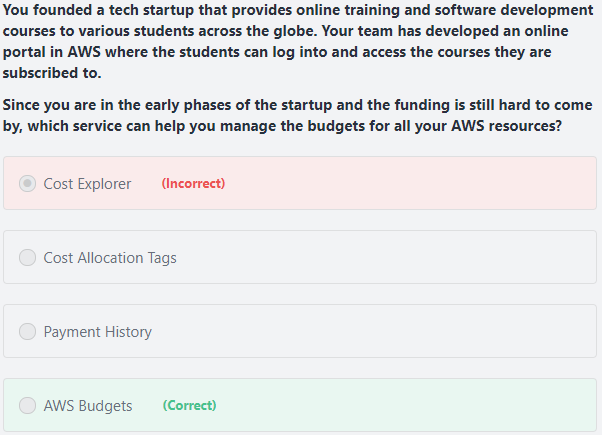 You founded a tech startup that provides online training and software development
courses to various students across the globe. Your team has developed an online
portal in AWS where the students can log into and access the courses they are
subscribed to.
Since you are in the early phases of the startup and the funding is still hard to come
by, which service can help you manage the budgets for all your AWS resources?
Cost Explorer (Incorrect)
Cost Allocation Tags
Payment History
AWS Budgets (Correct)